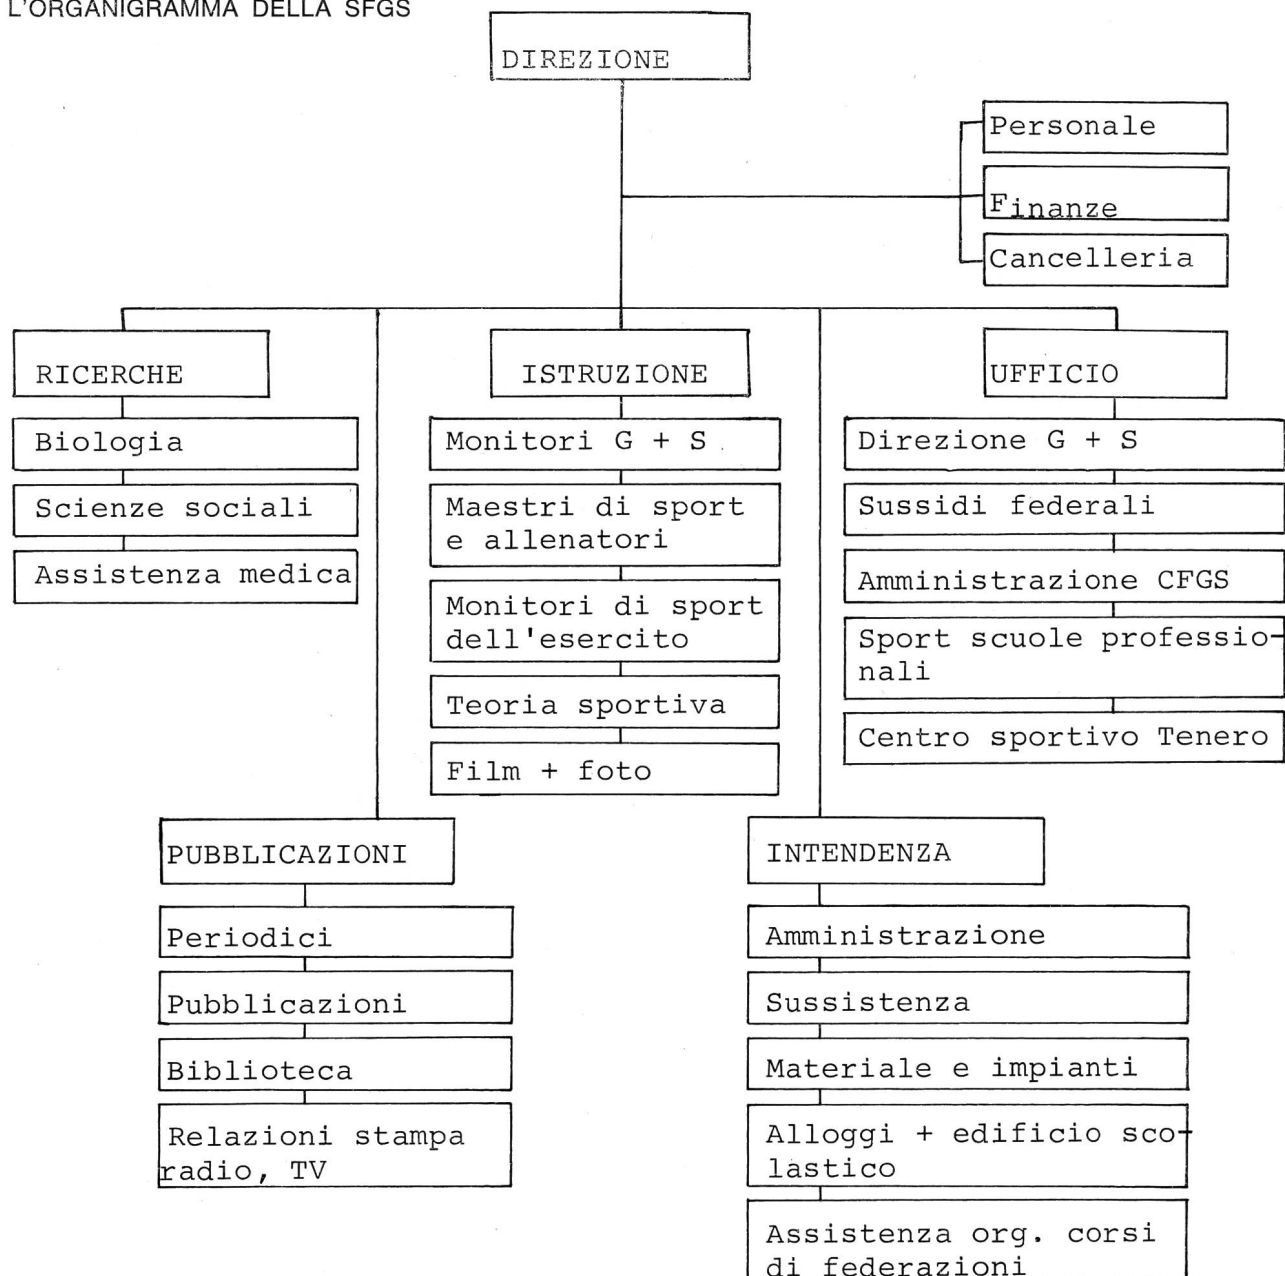 L'ORGANIGRAMMA DELLA SFGS
DIREZIONE
Personale
Finanze
Cancelleria
RICERCHE
Biologia
Scienze sociali
Assistenza medica
ISTRUZIONE
Monitori G + S
Maestri di sport
e allenatori
Monitori di sport
dell'esercito
Teoria sportiva
Film + foto
UFFICIO
Direzione G + S
Sussidi federali
Amministrazione CFGS
Sport scuole professio-
nali
Centro sportivo Tenero
PUBBLICAZIONI
Periodici
Pubblicazioni
Biblioteca
Relazioni stampa
radio, TV
INTENDENZA
Amministrazione
Sussistenza
Materiale e impianti
Alloggi + edificio sco-
lastico
Assistenza org. corsi
di federazioni